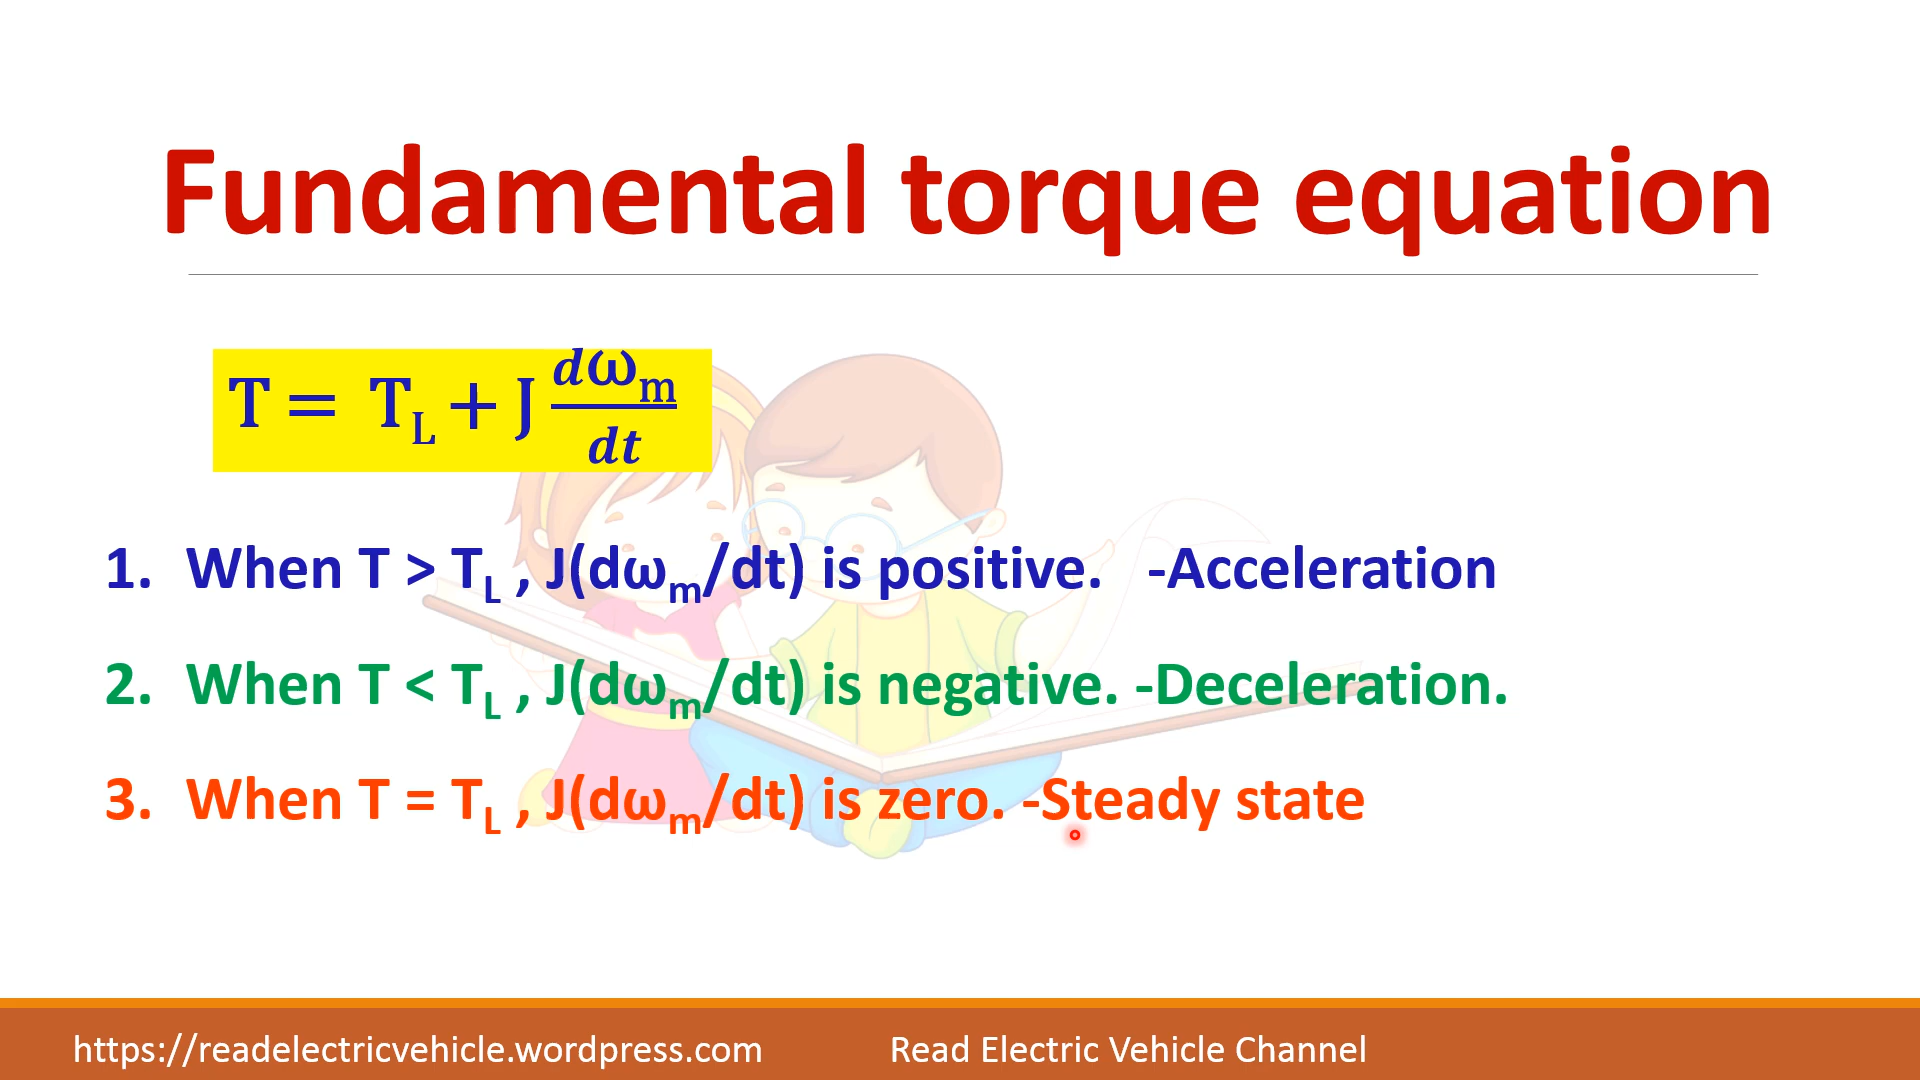 Fundamental torque equation
T = T_L + J dω_m/dt
1. When T > T_L , J(dω_m/dt) is positive. -Acceleration
2. When T < T_L , J(dω_m/dt) is negative. -Deceleration.
3. When T = T_L , J(dω_m/dt) is zero. -Steady state
https://readelectricvehicle.wordpress.com Read Electric Vehicle Channel